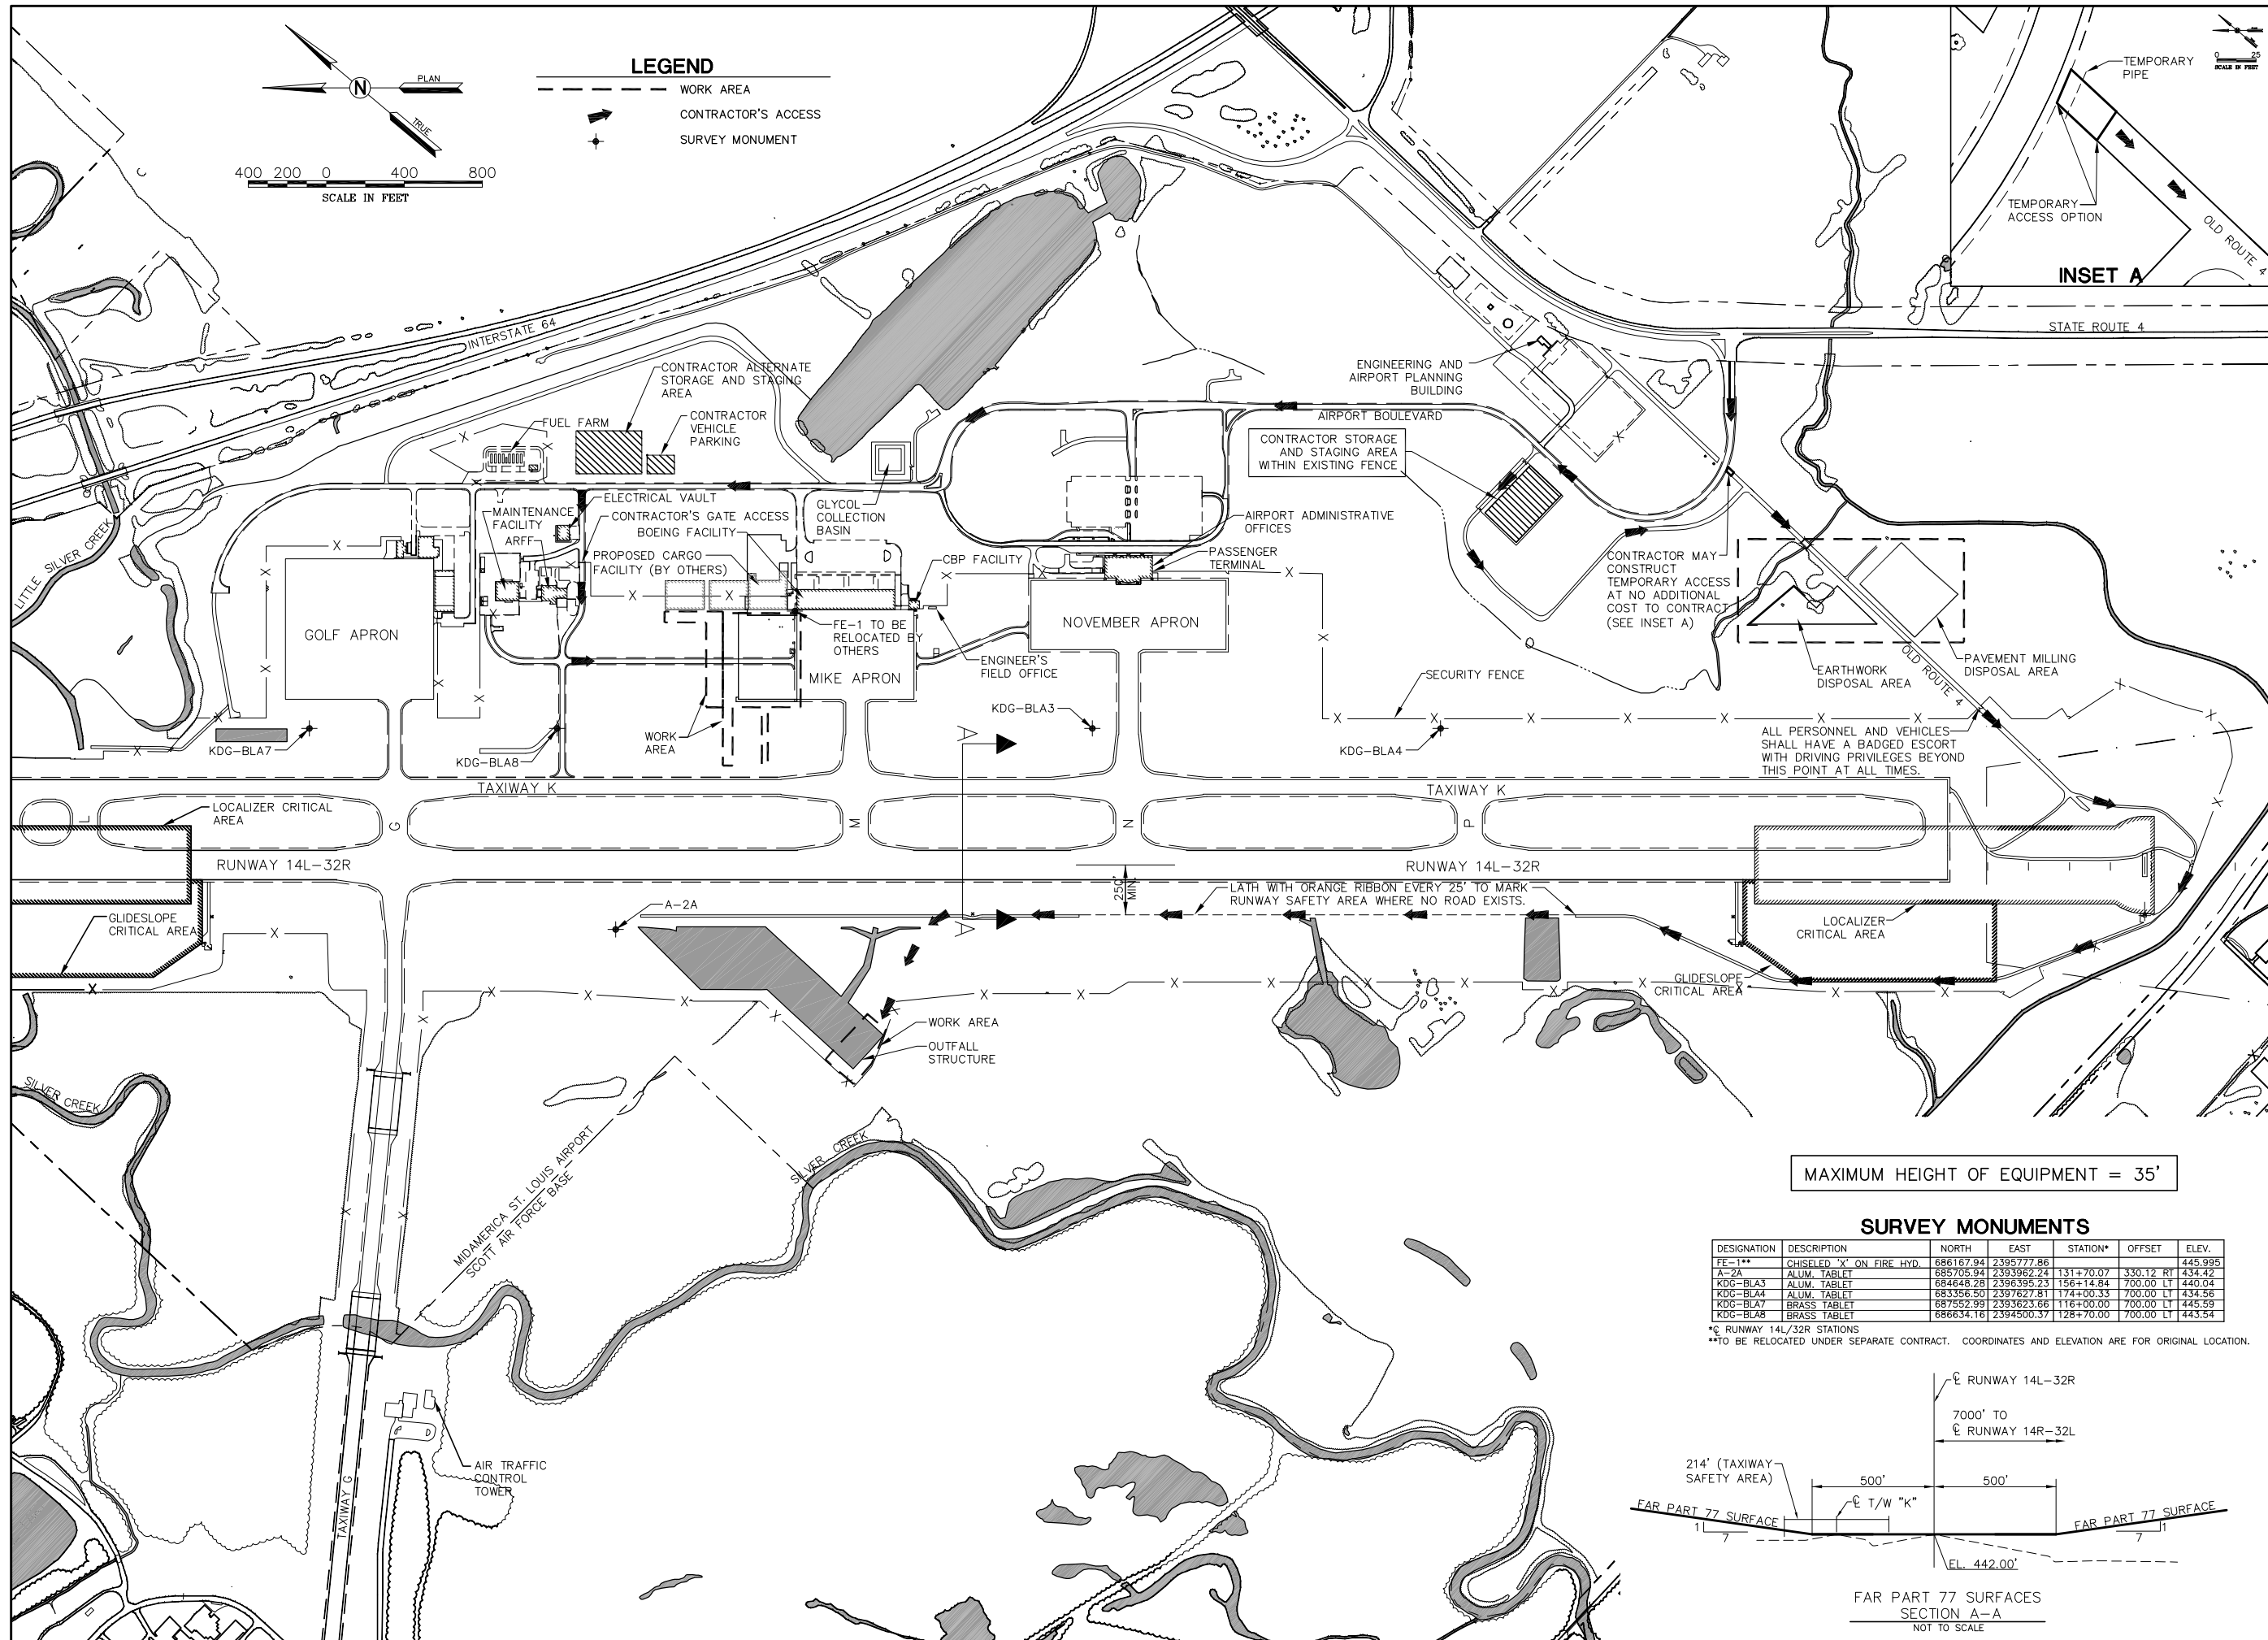 PLAN
N
TRUE
400 200 0 400 800
SCALE IN FEET
LEGEND
WORK AREA
CONTRACTOR'S ACCESS
SURVEY MONUMENT
0 25
SCALE IN FEET
TEMPORARY
PIPE
TEMPORARY
ACCESS OPTION
OLD ROUTE 4
INSET A
STATE ROUTE 4
INTERSTATE 64
CONTRACTOR ALTERNATE
STORAGE AND STAGING
AREA
CONTRACTOR
VEHICLE
PARKING
FUEL FARM
ENGINEERING AND
AIRPORT PLANNING
BUILDING
AIRPORT BOULEVARD
CONTRACTOR STORAGE
AND STAGING AREA
WITHIN EXISTING FENCE
ELECTRICAL VAULT
MAINTENANCE
FACILITY
ARFF
CONTRACTOR'S GATE ACCESS
BOEING FACILITY
PROPOSED CARGO
FACILITY (BY OTHERS)
GLYCOL
COLLECTION
BASIN
CBP FACILITY
AIRPORT ADMINISTRATIVE
OFFICES
PASSENGER
TERMINAL
LITTLE SILVER CREEK
CONTRACTOR MAY
CONSTRUCT
TEMPORARY ACCESS
AT NO ADDITIONAL
COST TO CONTRACT
(SEE INSET A)
GOLF APRON
FE-1 TO BE
RELOCATED BY
OTHERS
NOVEMBER APRON
MIKE APRON
ENGINEER'S
FIELD OFFICE
SECURITY FENCE
EARTHWORK
DISPOSAL AREA
OLD ROUTE 4
PAVEMENT MILLING
DISPOSAL AREA
KDG-BLA7
KDG-BLA8
WORK
AREA
KDG-BLA3
KDG-BLA4
ALL PERSONNEL AND VEHICLES
SHALL HAVE A BADGED ESCORT
WITH DRIVING PRIVILEGES BEYOND
THIS POINT AT ALL TIMES.
A
TAXIWAY K
TAXIWAY K
LOCALIZER CRITICAL
AREA
L
G
M
N
P
RUNWAY 14L-32R
RUNWAY 14L-32R
250'
MIN.
LATH WITH ORANGE RIBBON EVERY 25' TO MARK
RUNWAY SAFETY AREA WHERE NO ROAD EXISTS.
A-2A
A
GLIDESLOPE
CRITICAL AREA
LOCALIZER
CRITICAL AREA
GLIDESLOPE
CRITICAL AREA
WORK AREA
OUTFALL
STRUCTURE
SILVER CREEK
SILVER CREEK
MIDAMERICA ST. LOUIS AIRPORT
SCOTT AIR FORCE BASE
AIR TRAFFIC
CONTROL
TOWER
TAXIWAY G
MAXIMUM HEIGHT OF EQUIPMENT = 35'
SURVEY MONUMENTS
DESIGNATION DESCRIPTION NORTH EAST STATION* OFFSET ELEV.
FE-1** CHISELED 'X' ON FIRE HYD. 686167.94 2395777.86 445.995
A-2A ALUM. TABLET 685705.94 2393962.24 131+70.07 330.12 RT 434.42
KDG-BLA3 ALUM. TABLET 684648.28 2396395.23 156+14.84 700.00 LT 440.04
KDG-BLA4 ALUM. TABLET 683356.50 2397627.81 174+00.33 700.00 LT 434.56
KDG-BLA7 BRASS TABLET 687552.99 2393623.66 116+00.00 700.00 LT 445.59
KDG-BLA8 BRASS TABLET 686634.16 2394500.37 128+70.00 700.00 LT 443.54
*℄ RUNWAY 14L/32R STATIONS
**TO BE RELOCATED UNDER SEPARATE CONTRACT. COORDINATES AND ELEVATION ARE FOR ORIGINAL LOCATION.
℄ RUNWAY 14L-32R
7000' TO
℄ RUNWAY 14R-32L
214' (TAXIWAY
SAFETY AREA)
500' 500'
℄ T/W "K"
FAR PART 77 SURFACE
FAR PART 77 SURFACE
1
7
1
7
EL. 442.00'
FAR PART 77 SURFACES
SECTION A-A
NOT TO SCALE